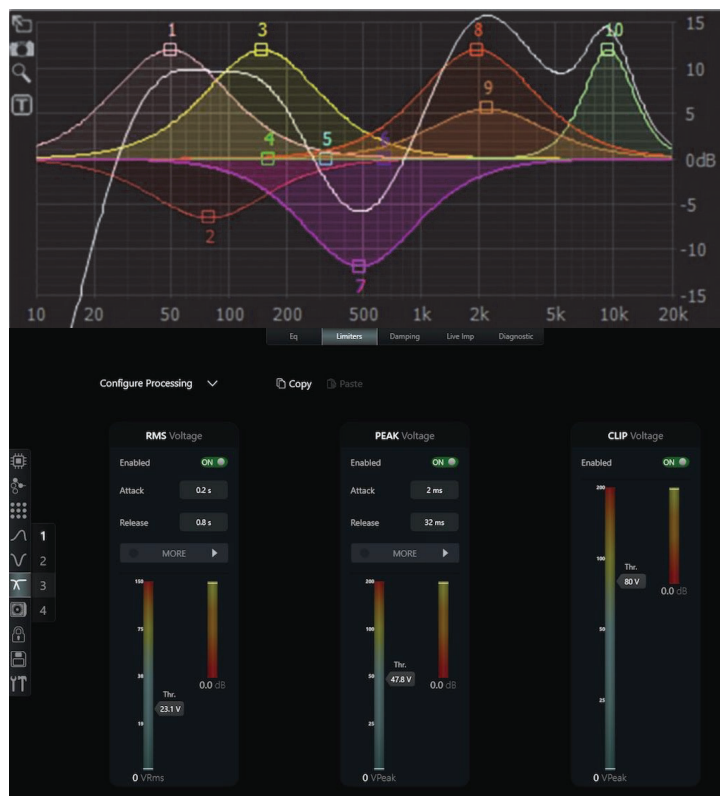 1 3 8 10 15
10
9 5
4 5 6 0dB
2 -5
-10
7 -15
10 20 50 100 200 500 1k 2k 5k 10k 20k
T
Eq Limiters Damping Live Imp Diagnostic
Configure Processing Copy Paste
RMS Voltage
Enabled ON
Attack 0.2 s
Release 0.8 s
MORE
150
75
30
Thr.
23.1 V
0.0 dB
0 VRms
PEAK Voltage
Enabled ON
Attack 2 ms
Release 32 ms
MORE
200
100
50
Thr.
47.8 V
25
0.0 dB
0 VPeak
CLIP Voltage
Enabled ON
200
100
Thr.
80 V
50
25
0.0 dB
0 VPeak
1
2
3
4